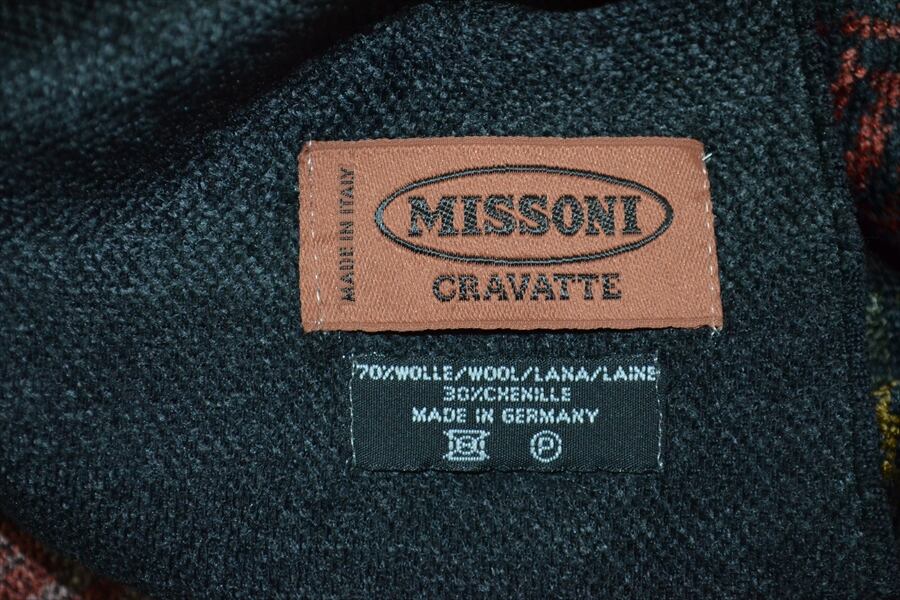 MADE IN ITALY
MISSONI
CRAVATTE
70%WOLLE/WOOL/LANA/LAINE
30%CHENILLE
MADE IN GERMANY
P